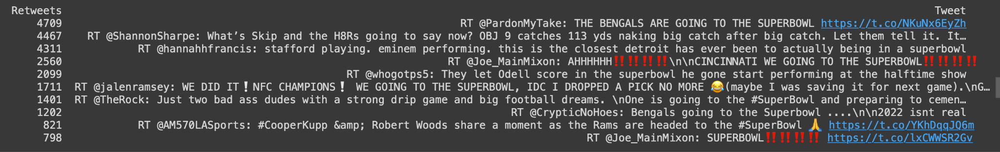 Retweets Tweet
4709 RT @PardonMyTake: THE BENGALS ARE GOING TO THE SUPERBOWL https://t.co/NKuNx6EyZh
4467 RT @ShannonSharpe: What’s Skip and the H8Rs going to say now? OBJ 9 catches 113 yds naking big catch after big catch. Let them tell it. It…
4311 RT @hannahhfrancis: stafford playing. eminem performing. this is the closest detroit has ever been to actually being in a superbowl
2560 RT @Joe_MainMixon: AHHHHHH‼️‼️‼️‼️\n\nCINCINNATI WE GOING TO THE SUPERBOWL‼️‼️‼️‼️
2099 RT @whogotps5: They let Odell score in the superbowl he gone start performing at the halftime show
1711 RT @jalenramsey: WE DID IT❕NFC CHAMPIONS❕ WE GOING TO THE SUPERBOWL, IDC I DROPPED A PICK NO MORE 😂(maybe I was saving it for next game).\nG…
1401 RT @TheRock: Just two bad ass dudes with a strong drip game and big football dreams. \nOne is going to the #SuperBowl and preparing to cemen…
1202 RT @CrypticNoHoes: Bengals going to the Superbowl ....\n\n2022 isnt real
821 RT @AM570LASports: #CooperKupp &amp; Robert Woods share a moment as the Rams are headed to the #SuperBowl 🙏 https://t.co/YKhDqqJQ6m
798 RT @Joe_MainMixon: SUPERBOWL‼️‼️‼️‼️ https://t.co/lxCWWSR2Gv